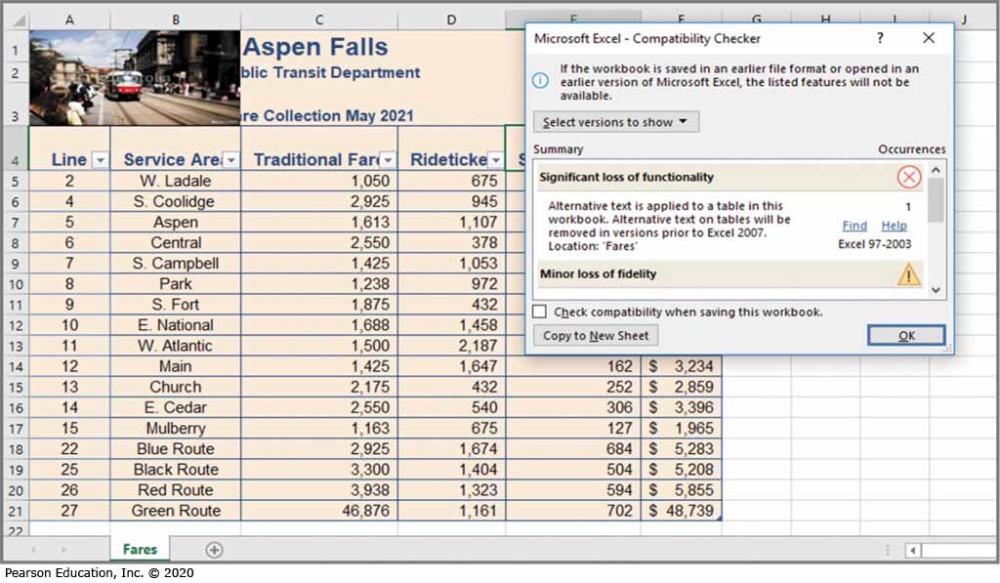 A B C D E F G H I J
1 Aspen Falls
2 blic Transit Department
3 re Collection May 2021
4 Line Service Area Traditional Fare Rideticke S
5 2 W. Ladale 1,050 675
6 4 S. Coolidge 2,925 945
7 5 Aspen 1,613 1,107
8 6 Central 2,550 378
9 7 S. Campbell 1,425 1,053
10 8 Park 1,238 972
11 9 S. Fort 1,875 432
12 10 E. National 1,688 1,458
13 11 W. Atlantic 1,500 2,187
14 12 Main 1,425 1,647 162 $ 3,234
15 13 Church 2,175 432 252 $ 2,859
16 14 E. Cedar 2,550 540 306 $ 3,396
17 15 Mulberry 1,163 675 127 $ 1,965
18 22 Blue Route 2,925 1,674 684 $ 5,283
19 25 Black Route 3,300 1,404 504 $ 5,208
20 26 Red Route 3,938 1,323 594 $ 5,855
21 27 Green Route 46,876 1,161 702 $ 48,739
22
Fares
Microsoft Excel - Compatibility Checker ?
If the workbook is saved in an earlier file format or opened in an
earlier version of Microsoft Excel, the listed features will not be
available.
Select versions to show
Summary Occurrences
Significant loss of functionality
Alternative text is applied to a table in this 1
workbook. Alternative text on tables will be
removed in versions prior to Excel 2007. Find Help
Location: 'Fares' Excel 97-2003
Minor loss of fidelity
Check compatibility when saving this workbook.
Copy to New Sheet OK
Pearson Education, Inc. © 2020